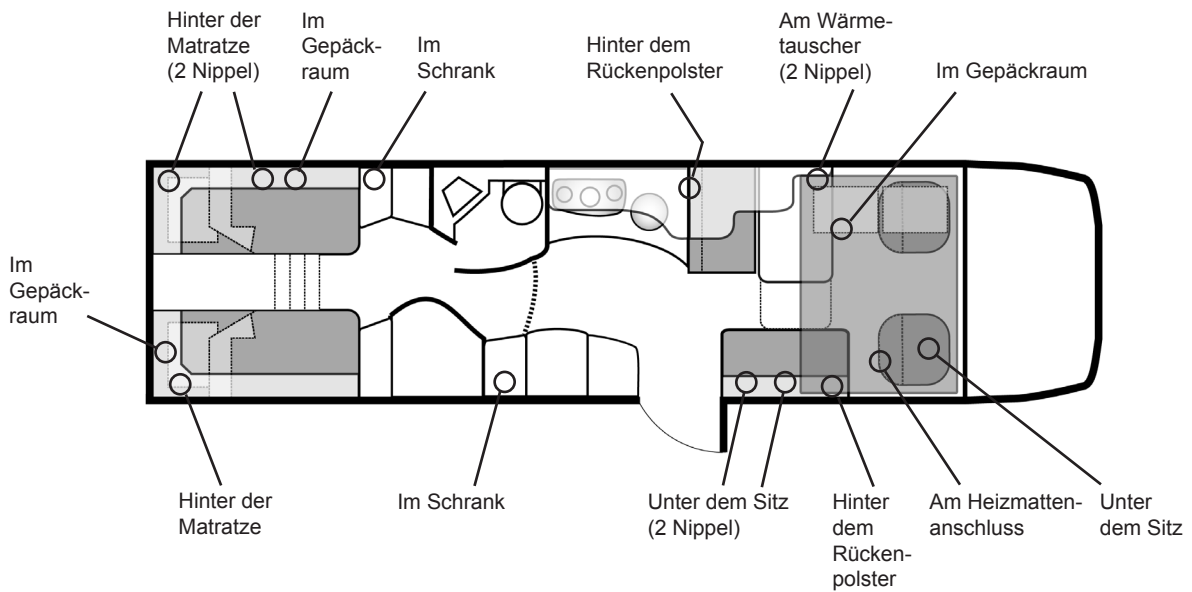 Hinter der
Matratze
(2 Nippel)
Im
Gepäck-
raum
Im
Schrank
Hinter dem
Rückenpolster
Am Wärme-
tauscher
(2 Nippel)
Im Gepäckraum
Im
Gepäck-
raum
Hinter der
Matratze
Im Schrank
Unter dem Sitz
(2 Nippel)
Hinter
dem
Rücken-
polster
Am Heizmatten-
anschluss
Unter
dem Sitz